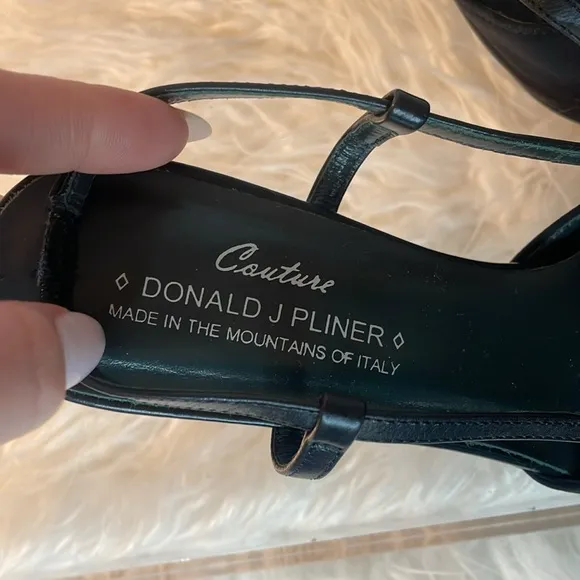 Couture
◊ DONALD J PLINER ◊
MADE IN THE MOUNTAINS OF ITALY